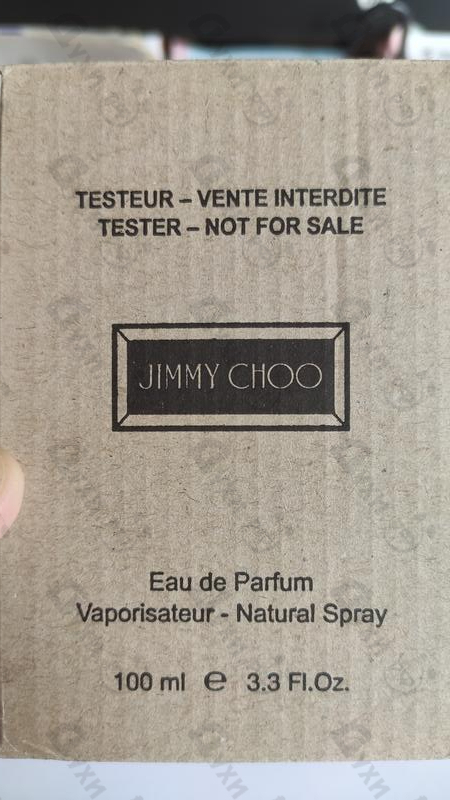 TESTEUR – VENTE INTERDITE
TESTER – NOT FOR SALE
JIMMY CHOO
Eau de Parfum
Vaporisateur - Natural Spray
100 ml ℮ 3.3 Fl.Oz.